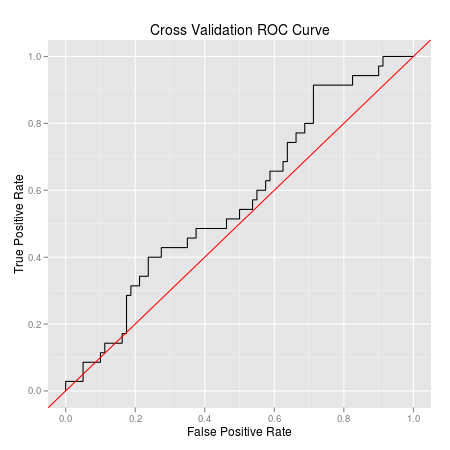 Cross Validation ROC Curve
1.0
0.8
0.6
0.4
0.2
0.0
True Positive Rate
0.0 0.2 0.4 0.6 0.8 1.0
False Positive Rate